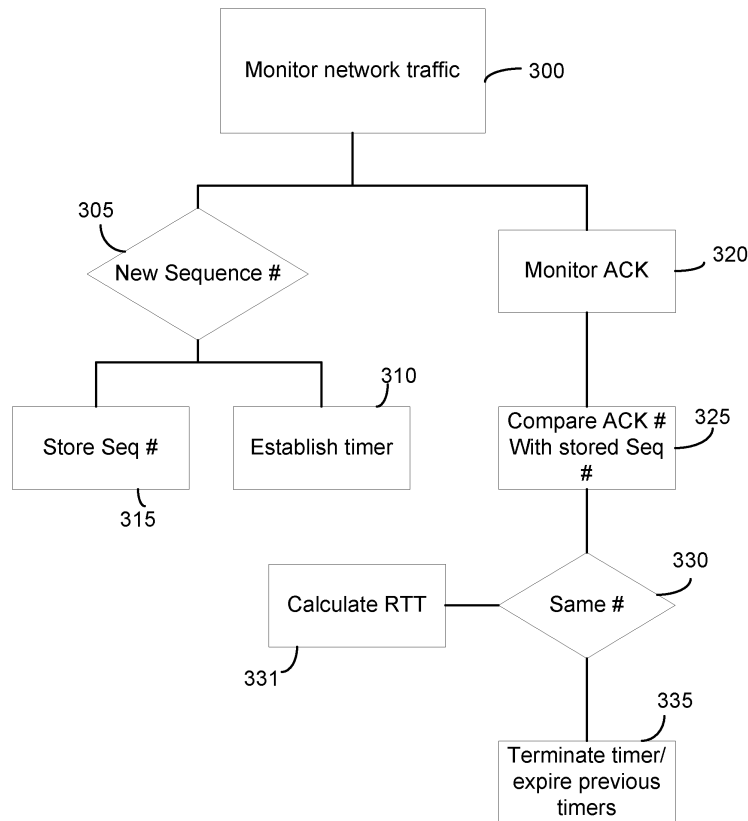 Monitor network traffic
300
305
New Sequence #
Monitor ACK
320
310
Store Seq #
Establish timer
315
Compare ACK #
With stored Seq
#
325
330
Calculate RTT
Same #
331
335
Terminate timer/
expire previous
timers